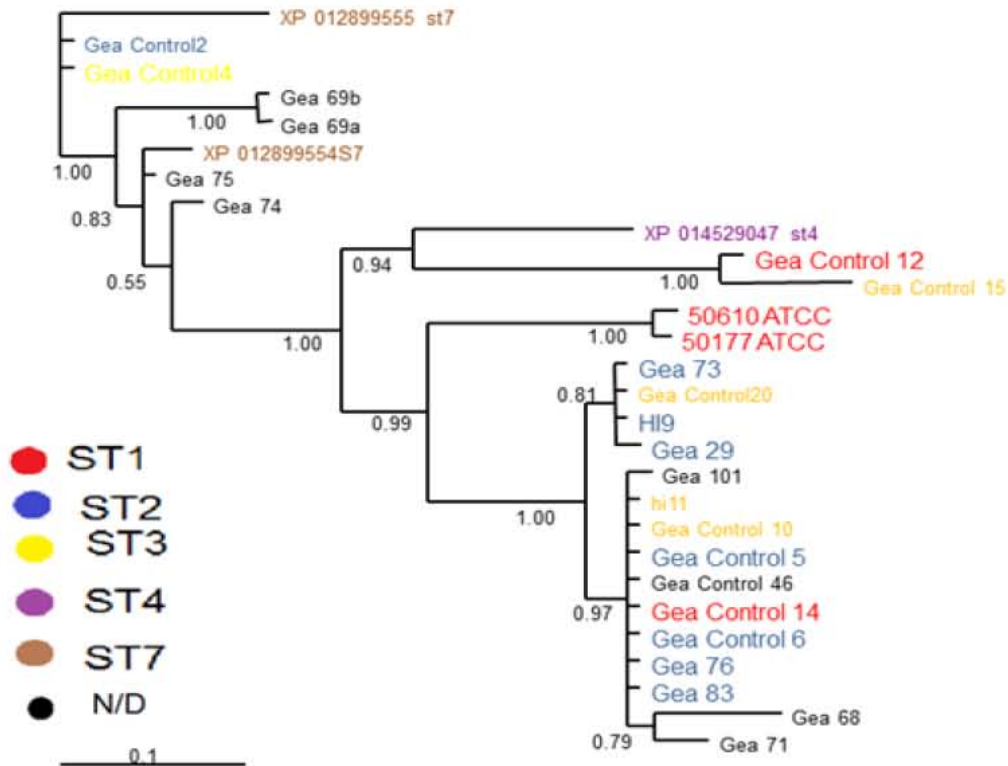 XP 012899555 st7
Gea Control2
Gea Control4
Gea 69b
1.00
Gea 69a
XP 012899554S7
1.00
Gea 75
0.83
Gea 74
XP 014529047 st4
0.94
Gea Control 12
0.55
1.00
Gea Control 15
50610 ATCC
1.00
1.00
50177 ATCC
Gea 73
0.81
Gea Control20
HI9
0.99
Gea 29
ST1
Gea 101
ST2
hi11
1.00
Gea Control 10
ST3
Gea Control 5
Gea Control 46
ST4
0.97
Gea Control 14
Gea Control 6
ST7
Gea 76
Gea 83
N/D
Gea 68
0.79
Gea 71
0.1